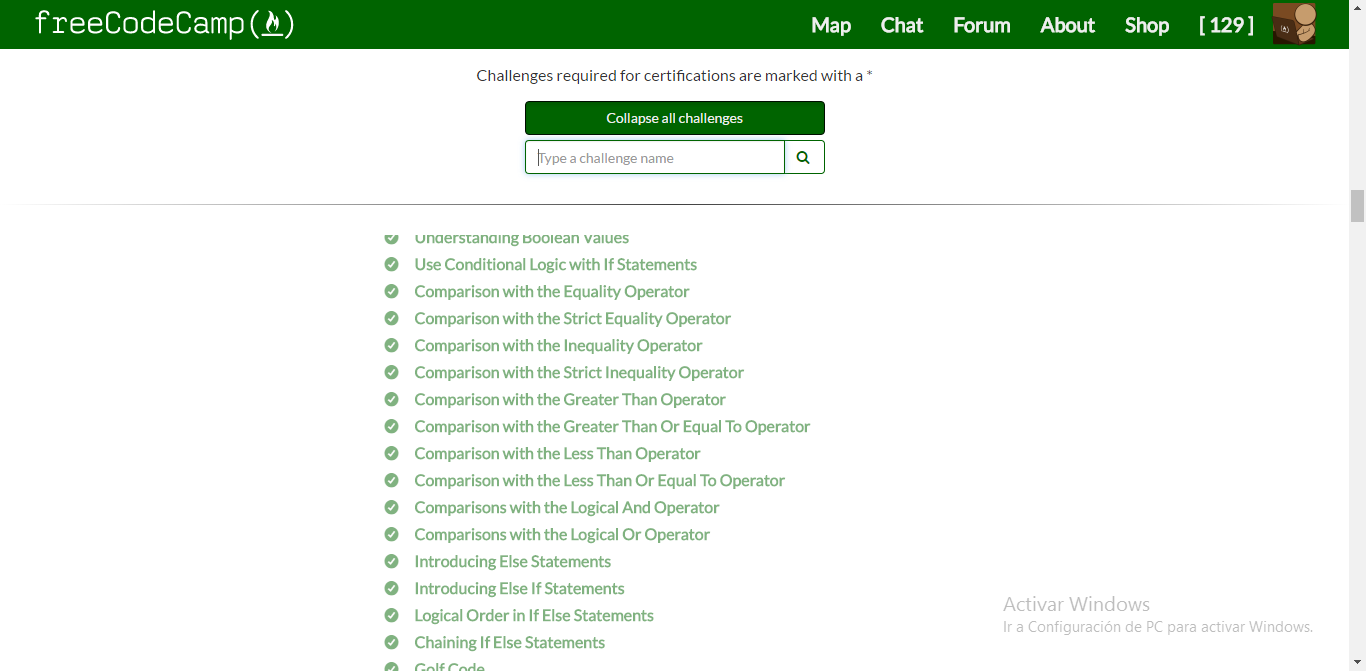 freeCodeCamp(🔥)
Map Chat Forum About Shop [ 129 ]
Challenges required for certifications are marked with a *
Collapse all challenges
Type a challenge name
Understanding Boolean Values
Use Conditional Logic with If Statements
Comparison with the Equality Operator
Comparison with the Strict Equality Operator
Comparison with the Inequality Operator
Comparison with the Strict Inequality Operator
Comparison with the Greater Than Operator
Comparison with the Greater Than Or Equal To Operator
Comparison with the Less Than Operator
Comparison with the Less Than Or Equal To Operator
Comparisons with the Logical And Operator
Comparisons with the Logical Or Operator
Introducing Else Statements
Introducing Else If Statements
Logical Order in If Else Statements
Chaining If Else Statements
Golf Code
Activar Windows
Ir a Configuración de PC para activar Windows.